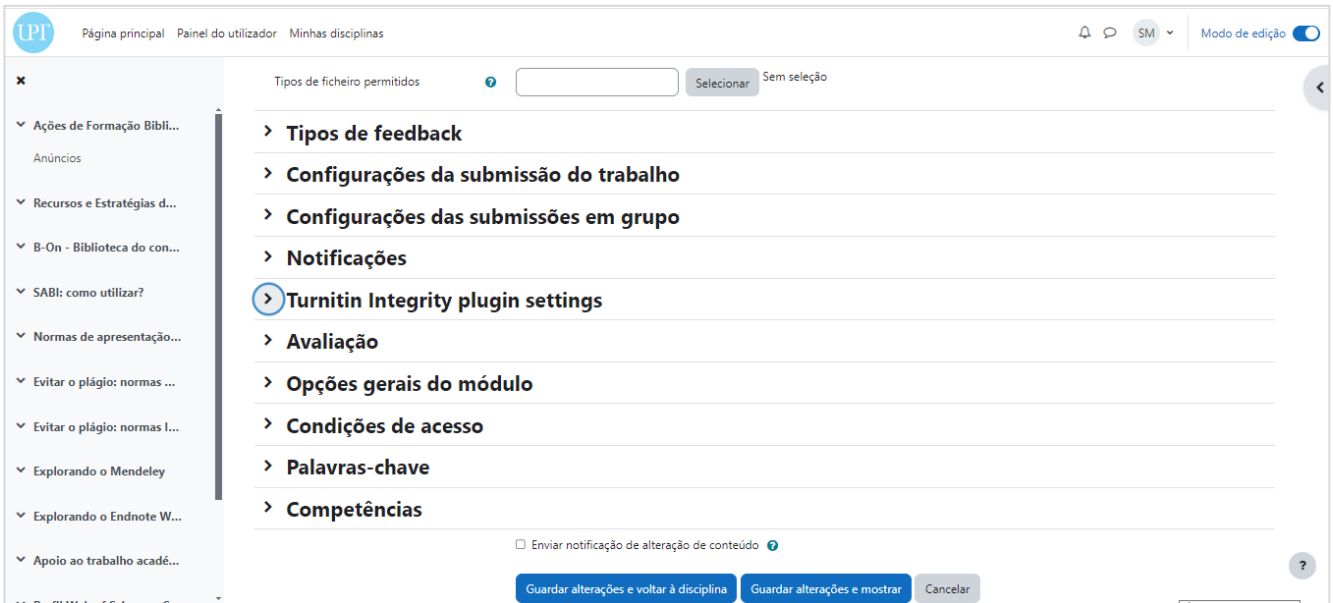 UPT
Página principal Painel do utilizador Minhas disciplinas
SM
Modo de edição
Tipos de ficheiro permitidos
?
Selecionar
Sem seleção
Ações de Formação Bibli...
Anúncios
Recursos e Estratégias d...
B-On - Biblioteca do con...
SABI: como utilizar?
Normas de apresentação...
Evitar o plágio: normas ...
Evitar o plágio: normas I...
Explorando o Mendeley
Explorando o Endnote W...
Apoio ao trabalho acadé...
Tipos de feedback
Configurações da submissão do trabalho
Configurações das submissões em grupo
Notificações
Turnitin Integrity plugin settings
Avaliação
Opções gerais do módulo
Condições de acesso
Palavras-chave
Competências
Enviar notificação de alteração de conteúdo ?
Guardar alterações e voltar à disciplina
Guardar alterações e mostrar
Cancelar
?